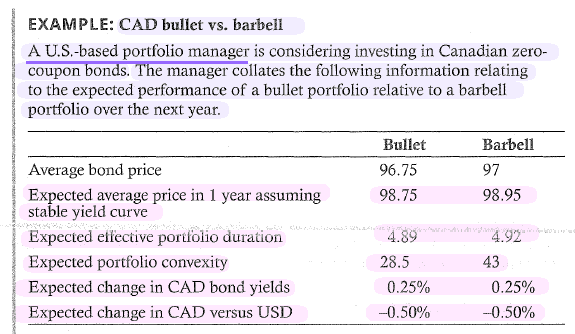 EXAMPLE: CAD bullet vs. barbell
A U.S.-based portfolio manager is considering investing in Canadian zero-
coupon bonds. The manager collates the following information relating
to the expected performance of a bullet portfolio relative to a barbell
portfolio over the next year.
Bullet Barbell
Average bond price 96.75 97
Expected average price in 1 year assuming 98.75 98.95
stable yield curve
Expected effective portfolio duration 4.89 4.92
Expected portfolio convexity 28.5 43
Expected change in CAD bond yields 0.25% 0.25%
Expected change in CAD versus USD –0.50% –0.50%